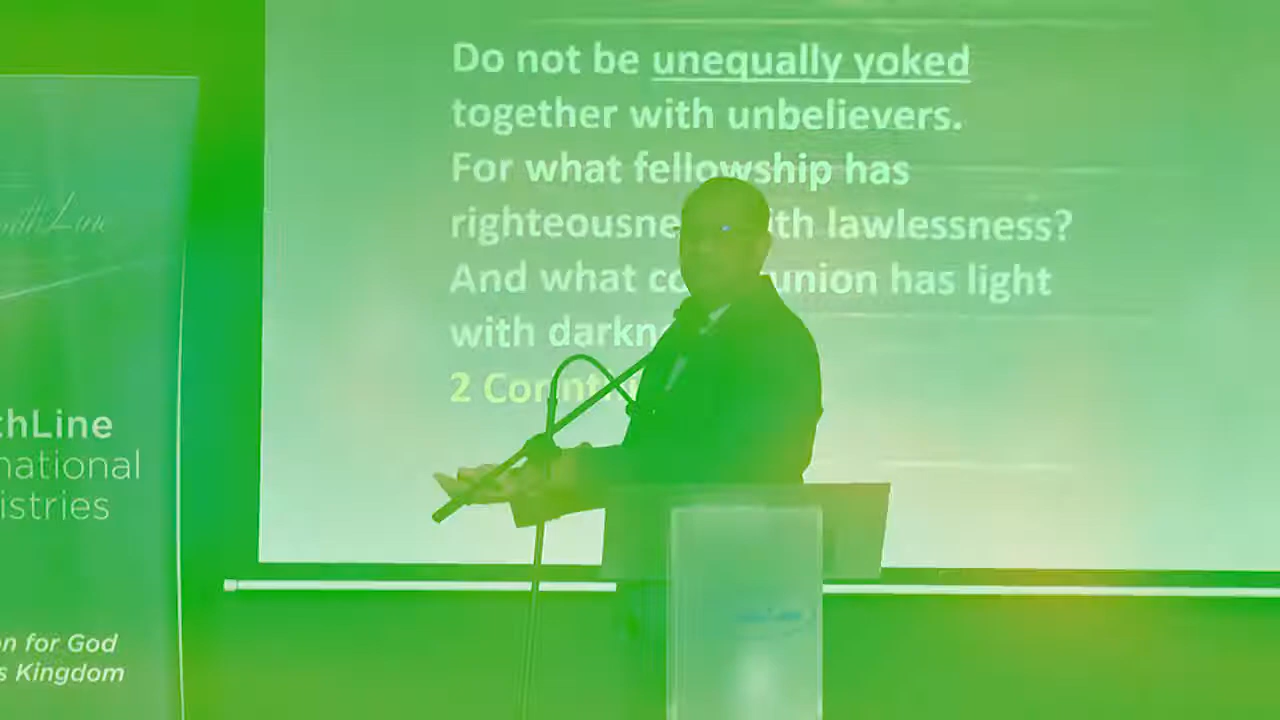 Do not be unequally yoked
together with unbelievers.
For what fellowship has
righteousne ith lawlessness?
And what co union has light
with darkn
2 Corinthi
thLine
national
istries
n for God
s Kingdom